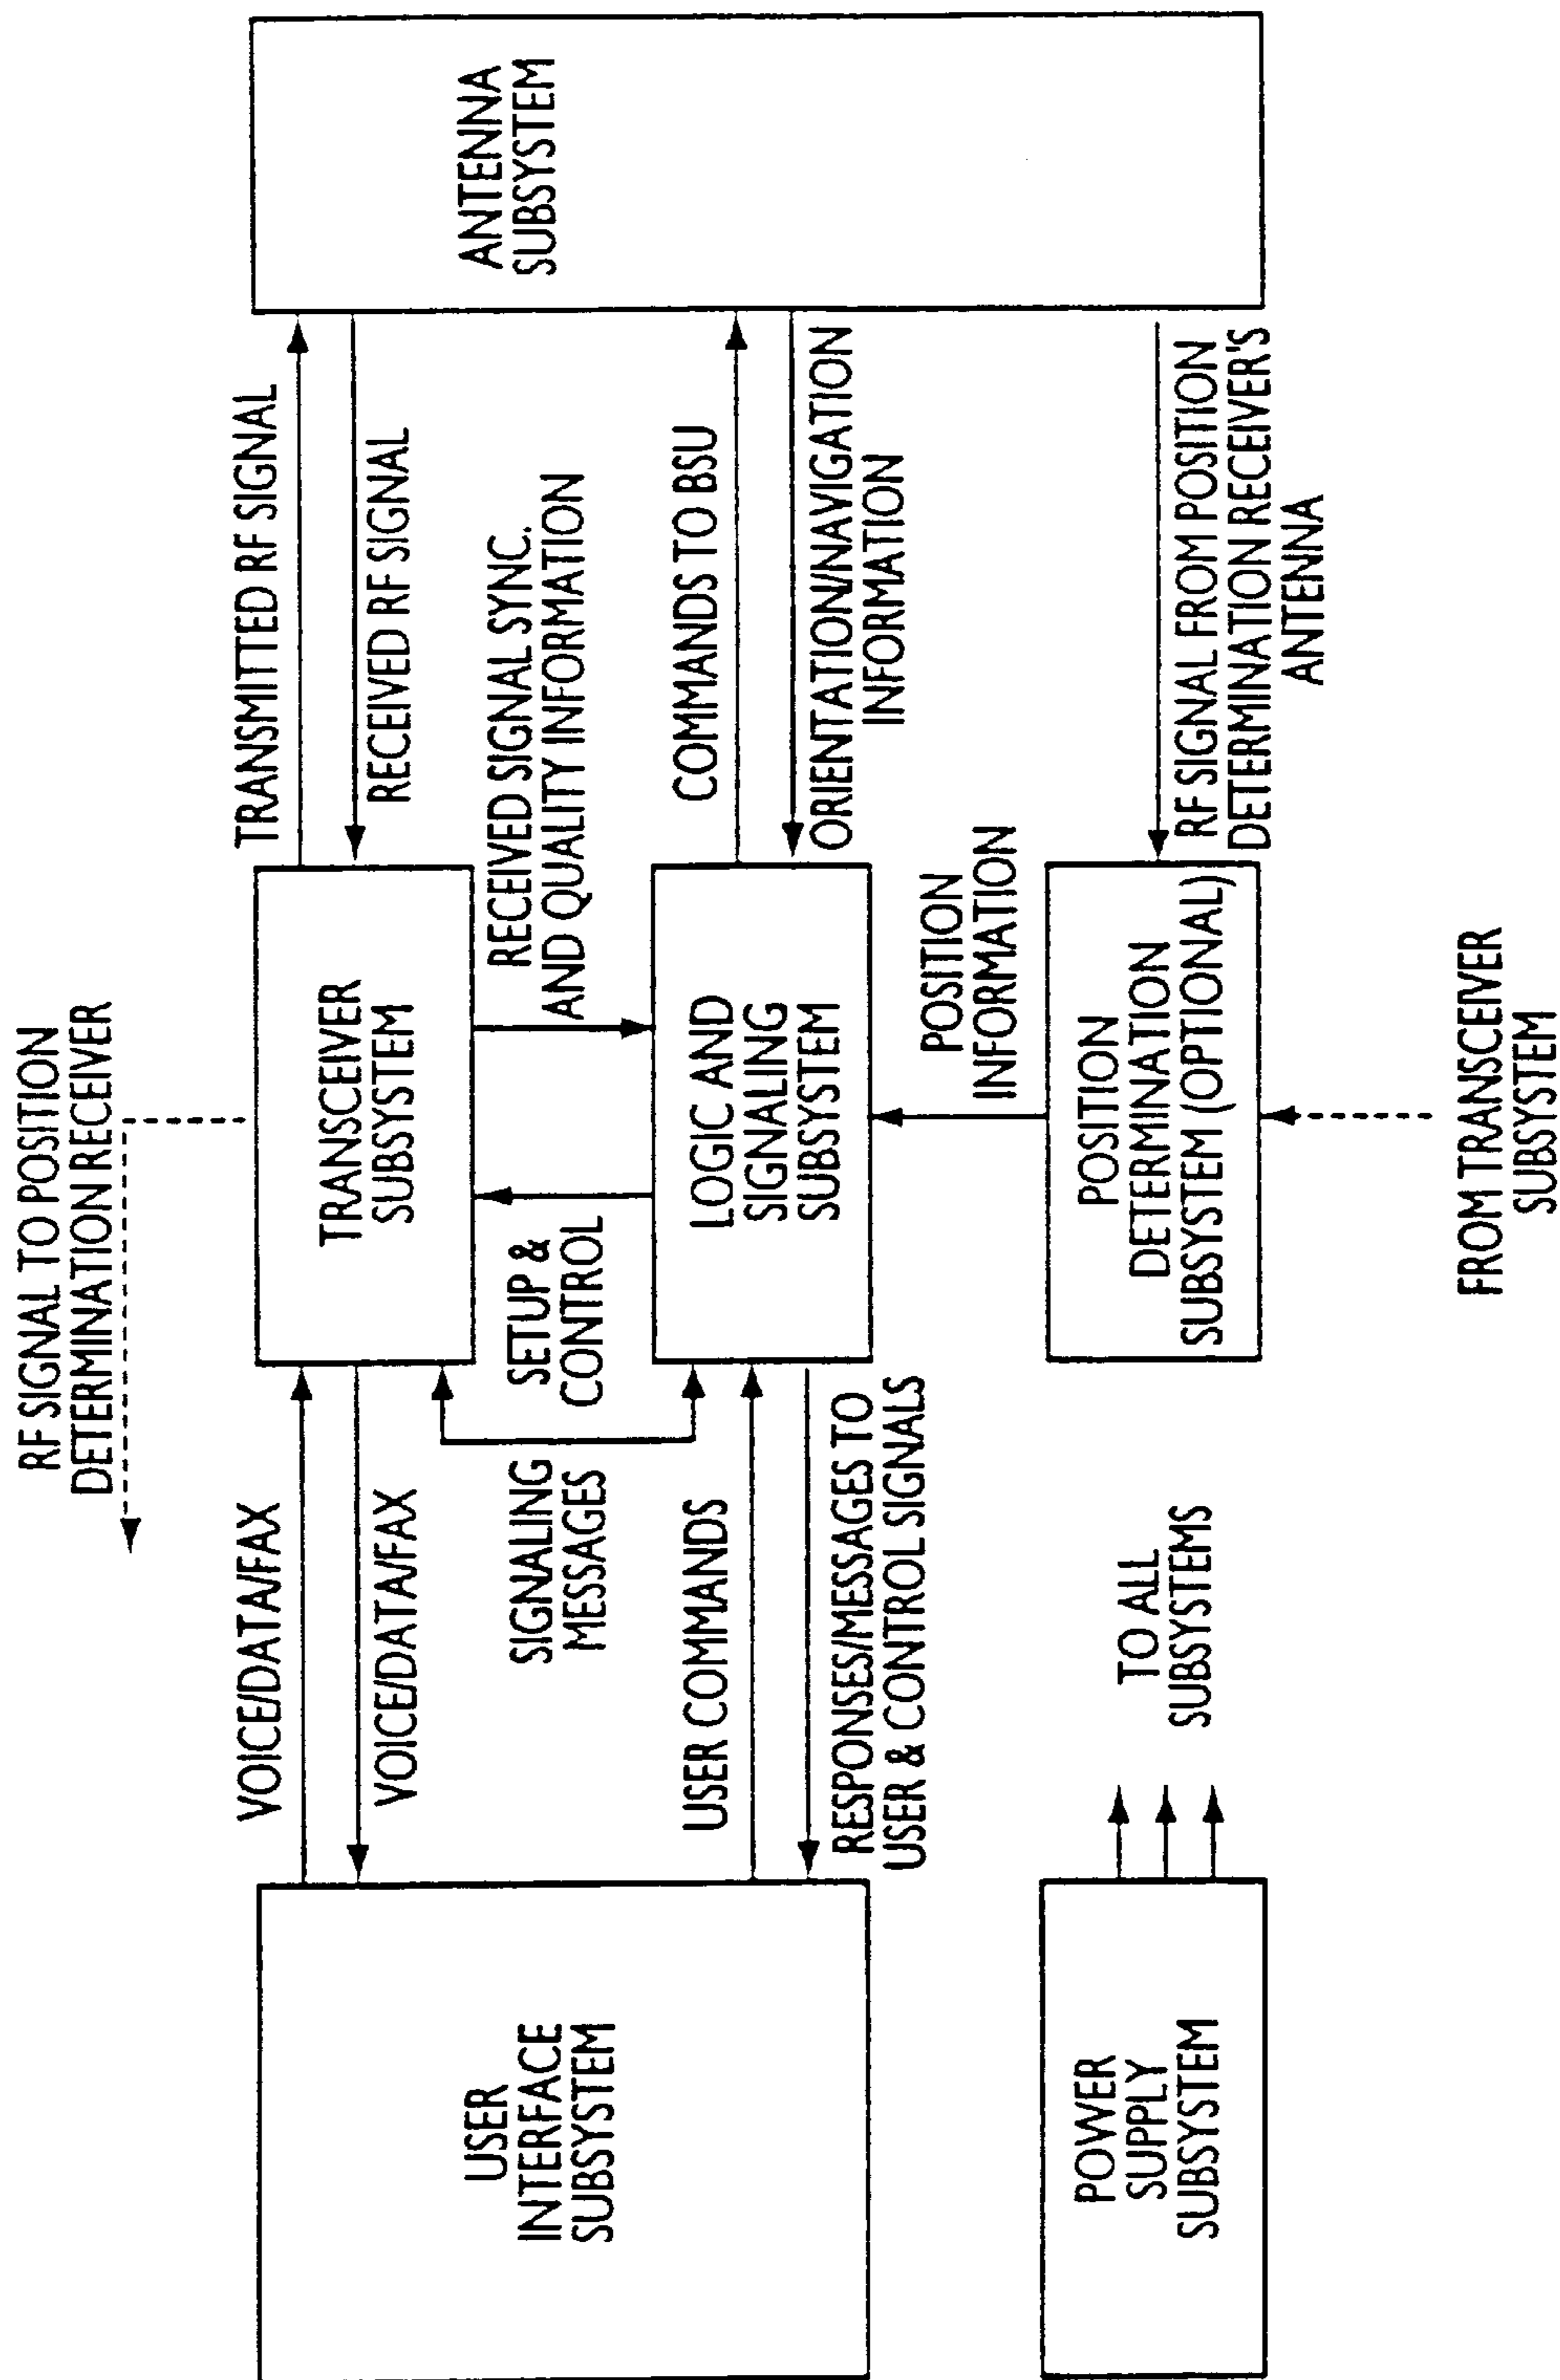 RF SIGNAL TO POSITION
DETERMINATION RECEIVER
VOICE/DATA/FAX
VOICE/DATA/FAX
TRANSCEIVER
SUBSYSTEM
TRANSMITTED RF SIGNAL
RECEIVED RF SIGNAL
ANTENNA
SUBSYSTEM
USER
INTERFACE
SUBSYSTEM
SIGNALING
MESSAGES
SETUP &
CONTROL
RECEIVED SIGNAL SYNC.
AND QUALITY INFORMATION
USER COMMANDS
RESPONSES/MESSAGES TO
USER & CONTROL SIGNALS
LOGIC AND
SIGNALING
SUBSYSTEM
COMMANDS TO BSU
ORIENTATION/NAVIGATION
INFORMATION
POSITION
INFORMATION
POWER
SUPPLY
SUBSYSTEM
TO ALL
SUBSYSTEMS
POSITION
DETERMINATION
SUBSYSTEM (OPTIONAL)
RF SIGNAL FROM POSITION
DETERMINATION RECEIVER'S
ANTENNA
FROM TRANSCEIVER
SUBSYSTEM